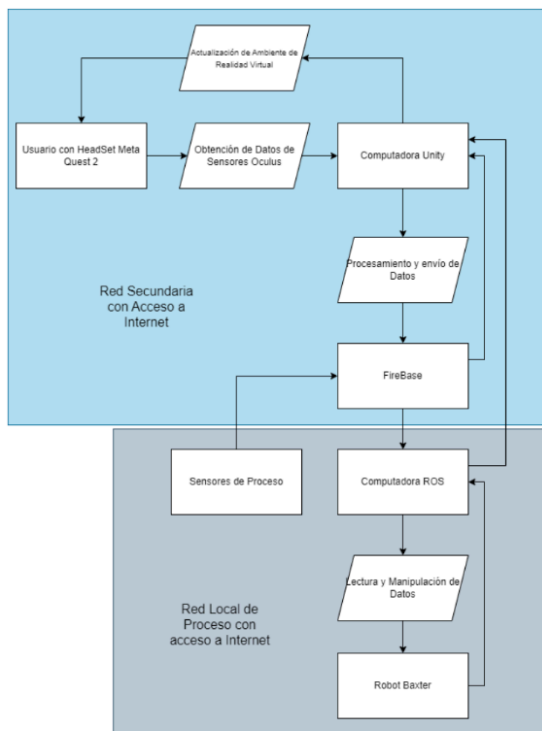 Actualización de Ambiente de
Realidad Virtual
Usuario con HeadSet Meta
Quest 2
Obtención de Datos de
Sensores Oculus
Computadora Unity
Procesamiento y envío de
Datos
Red Secundaria
con Acceso a
Internet
FireBase
Sensores de Proceso
Computadora ROS
Lectura y Manipulación de
Datos
Red Local de
Proceso con
acceso a Internet
Robot Baxter